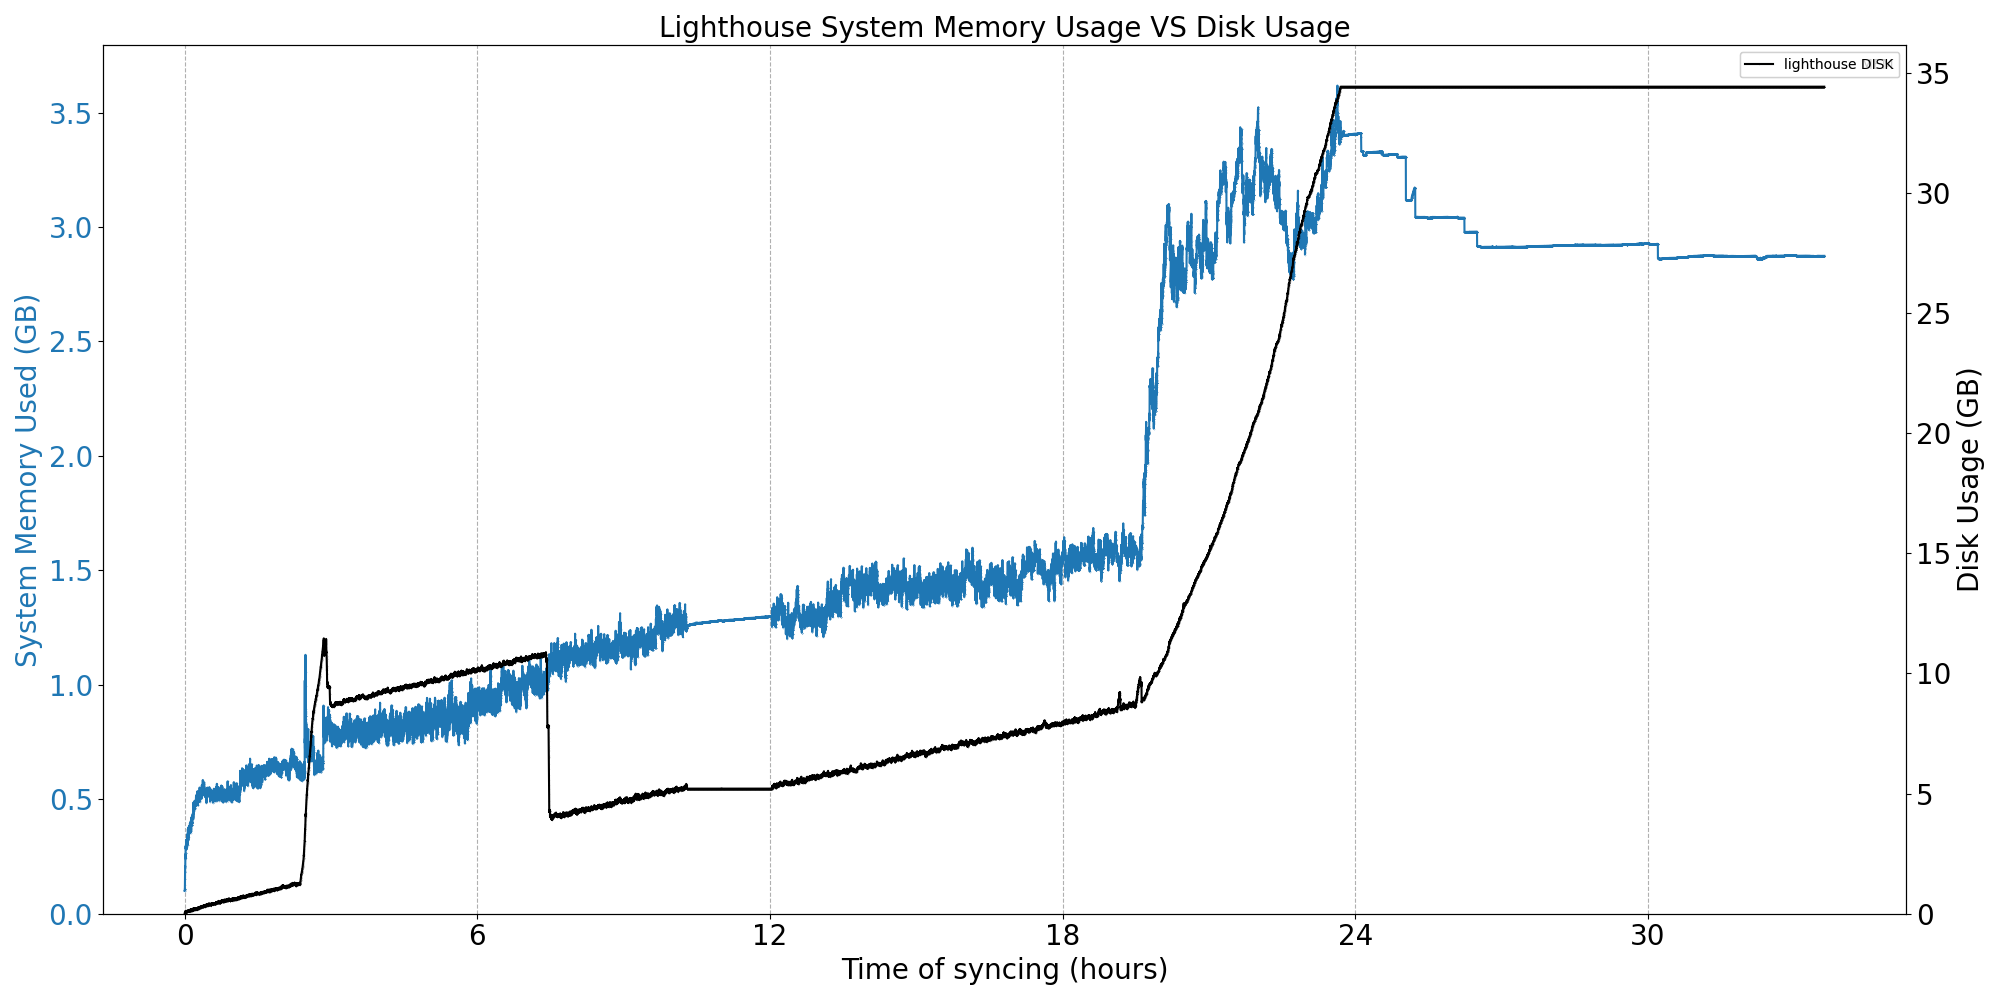 Lighthouse System Memory Usage VS Disk Usage
lighthouse DISK
System Memory Used (GB)
3.5
3.0
2.5
2.0
1.5
1.0
0.5
0.0
35
30
25
20
15
10
5
0
Disk Usage (GB)
0 6 12 18 24 30
Time of syncing (hours)